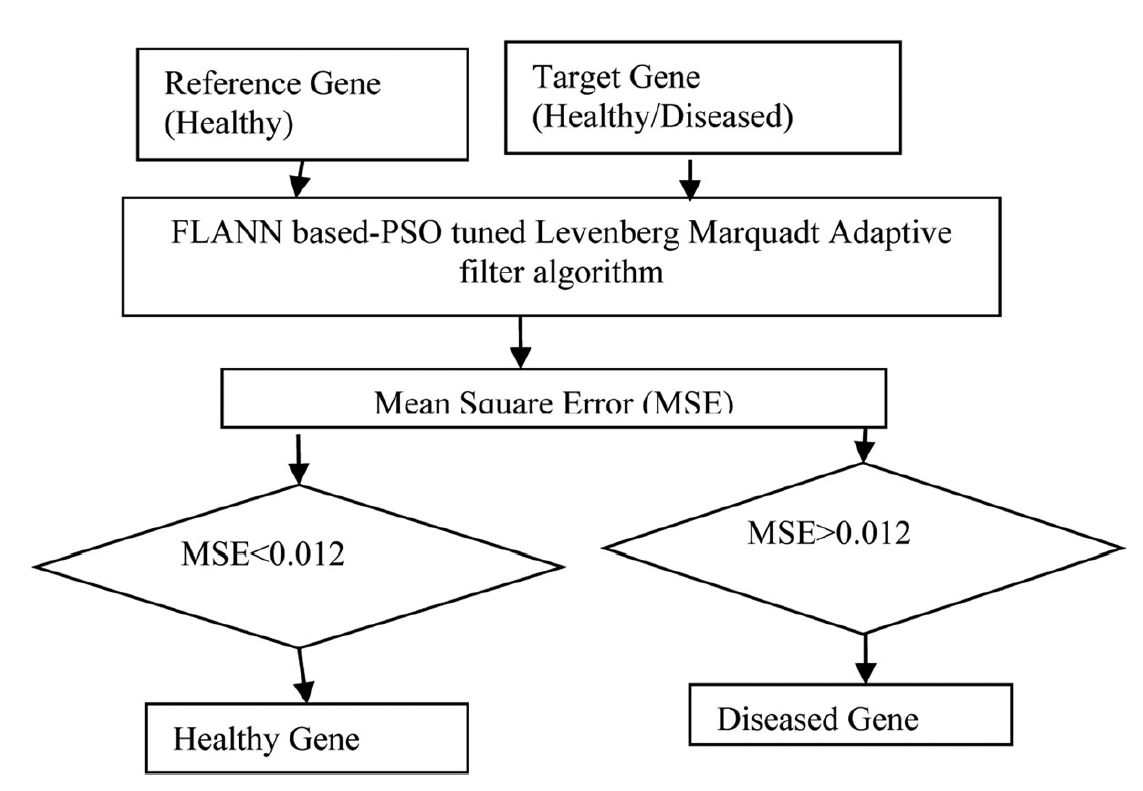 Reference Gene
(Healthy)
Target Gene
(Healthy/Diseased)
FLANN based-PSO tuned Levenberg Marquadt Adaptive
filter algorithm
Mean Square Error (MSE)
MSE<0.012
MSE>0.012
Healthy Gene
Diseased Gene